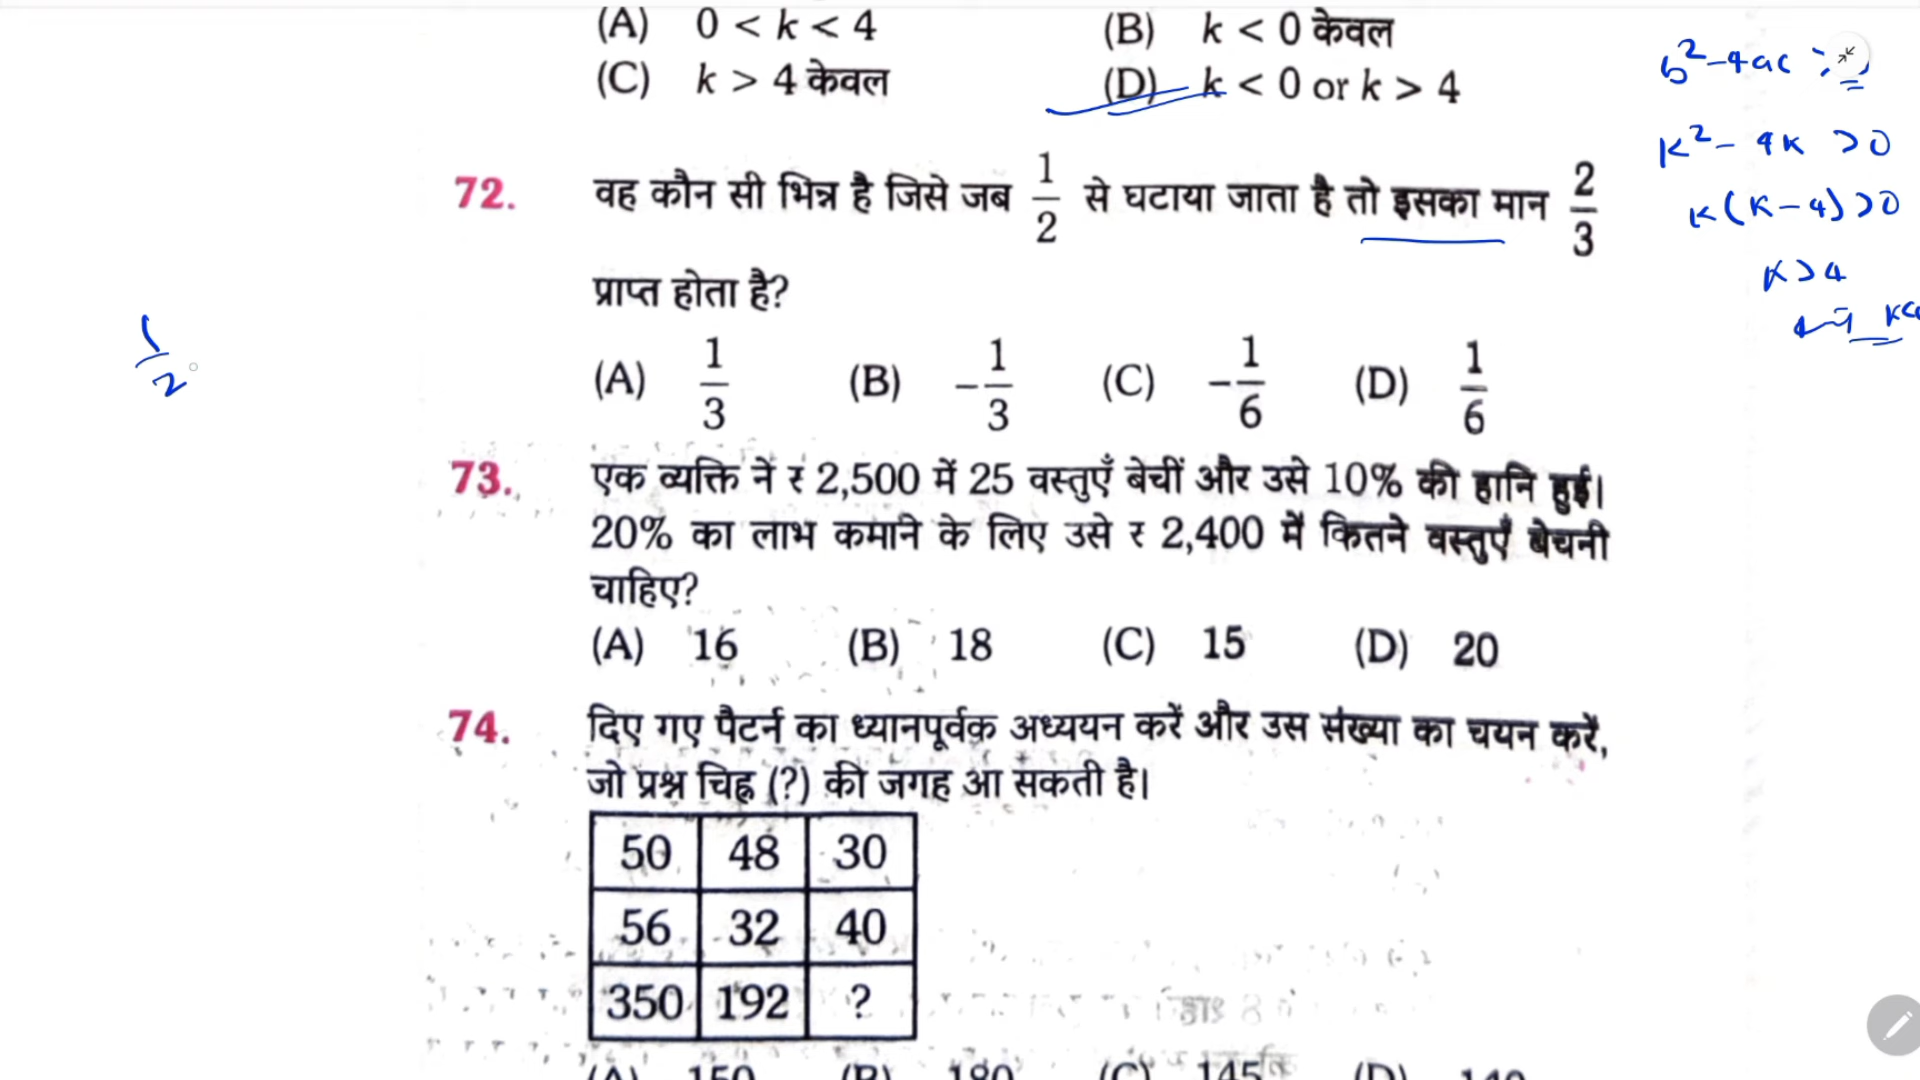 (A) 0 < k < 4 (B) k < 0 केवल
(C) k > 4 केवल (D) k < 0 or k > 4
b²-4ac >
k² - 4k > 0
k(k-4) > 0
k > 4
72. वह कौन सी भिन्न है जिसे जब 1/2 से घटाया जाता है तो इसका मान 2/3
प्राप्त होता है?
1/2
(A) 1/3 (B) -1/3 (C) -1/6 (D) 1/6
73. एक व्यक्ति ने ₹ 2,500 में 25 वस्तुएँ बेचीं और उसे 10% की हानि हुई।
20% का लाभ कमाने के लिए उसे ₹ 2,400 में कितने वस्तुएँ बेचनी
चाहिए?
(A) 16 (B) 18 (C) 15 (D) 20
74. दिए गए पैटर्न का ध्यानपूर्वक अध्ययन करें और उस संख्या का चयन करें,
जो प्रश्न चिह्न (?) की जगह आ सकती है।
50 48 30
56 32 40
350 192 ?
(A) 150 (B) 180 (C) 145 (D) 140